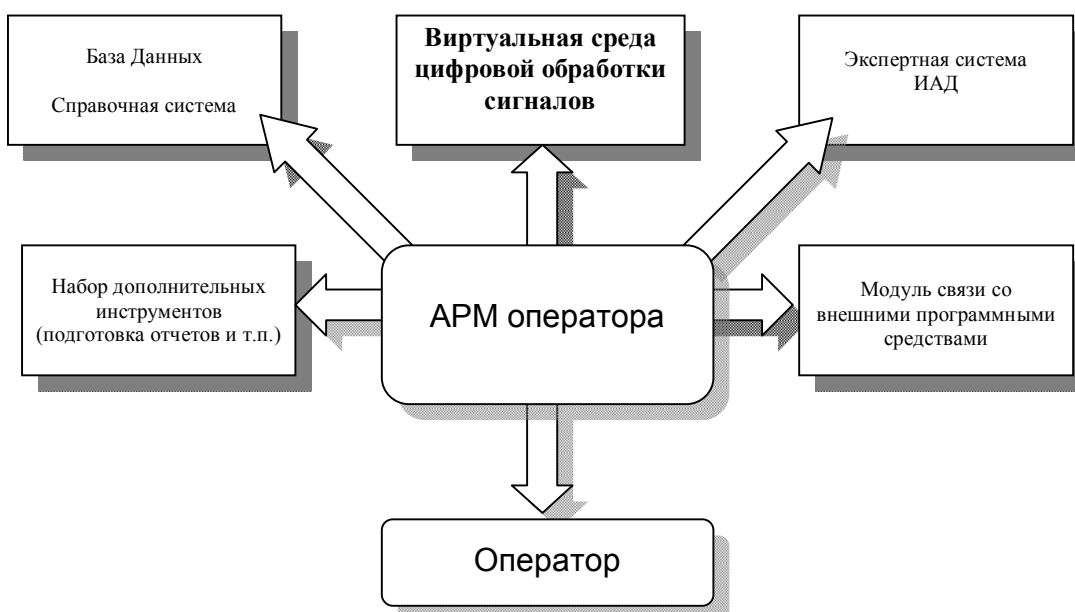 База Данных
Справочная система
Виртуальная среда
цифровой обработки
сигналов
Экспертная система
ИАД
Набор дополнительных
инструментов
(подготовка отчетов и т.п.)
АРМ оператора
Модуль связи со
внешними программными
средствами
Оператор